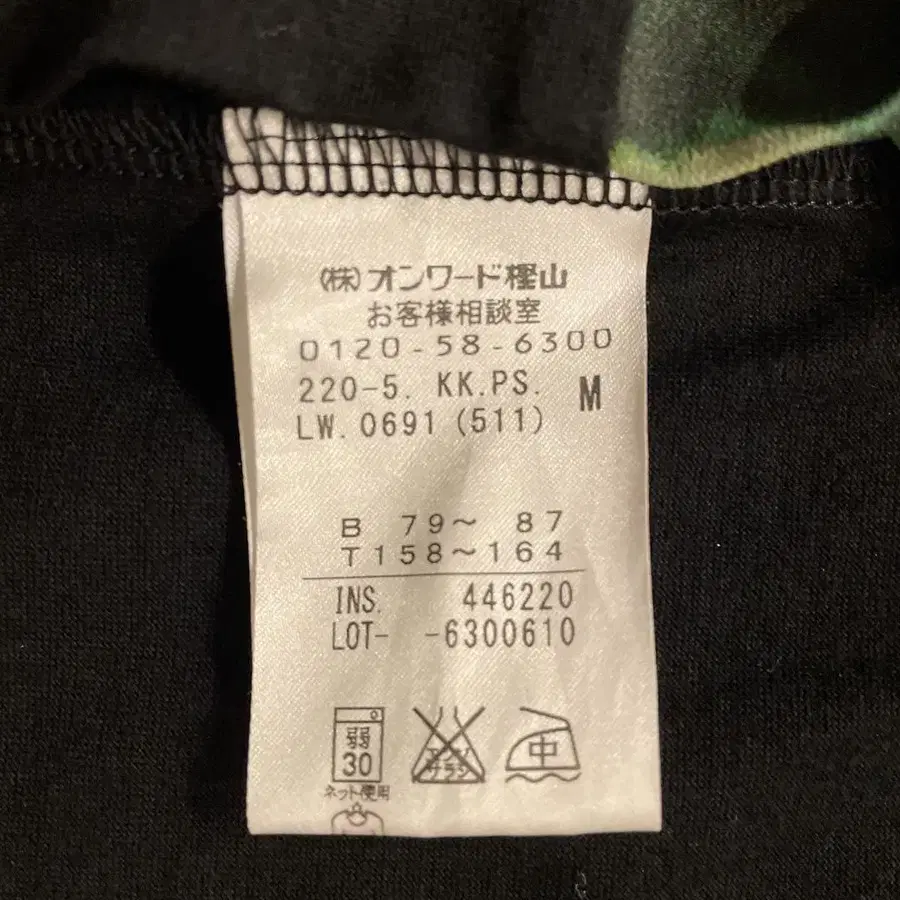 (株)オンワード樫山
お客様相談室
0120-58-6300
220-5. KK.PS. M
LW.0691(511)
B 79〜 87
T158〜164
INS. 446220
LOT- -6300610
弱
30
エンソ
サラシ
中
ネット使用